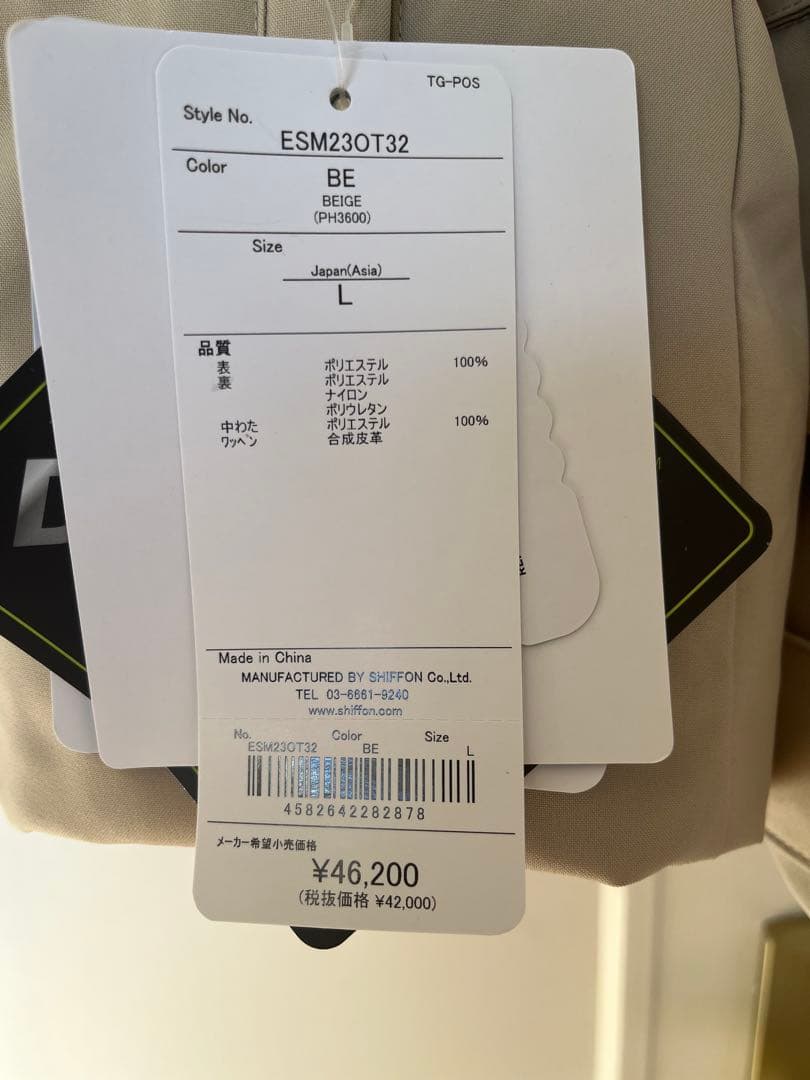 TG-POS
Style No.
ESM23OT32
Color
BE
BEIGE
(PH3600)
Size
Japan(Asia)
L
品質
表 ポリエステル 100%
裏 ポリエステル
ナイロン
ポリウレタン
中わた ポリエステル 100%
ワッペン 合成皮革
Made in China
MANUFACTURED BY SHIFFON Co.,Ltd.
TEL 03-6661-9240
www.shiffon.com
No. Color Size
ESM23OT32 BE L
4582642282878
メーカー希望小売価格
¥46,200
(税抜価格 ¥42,000)